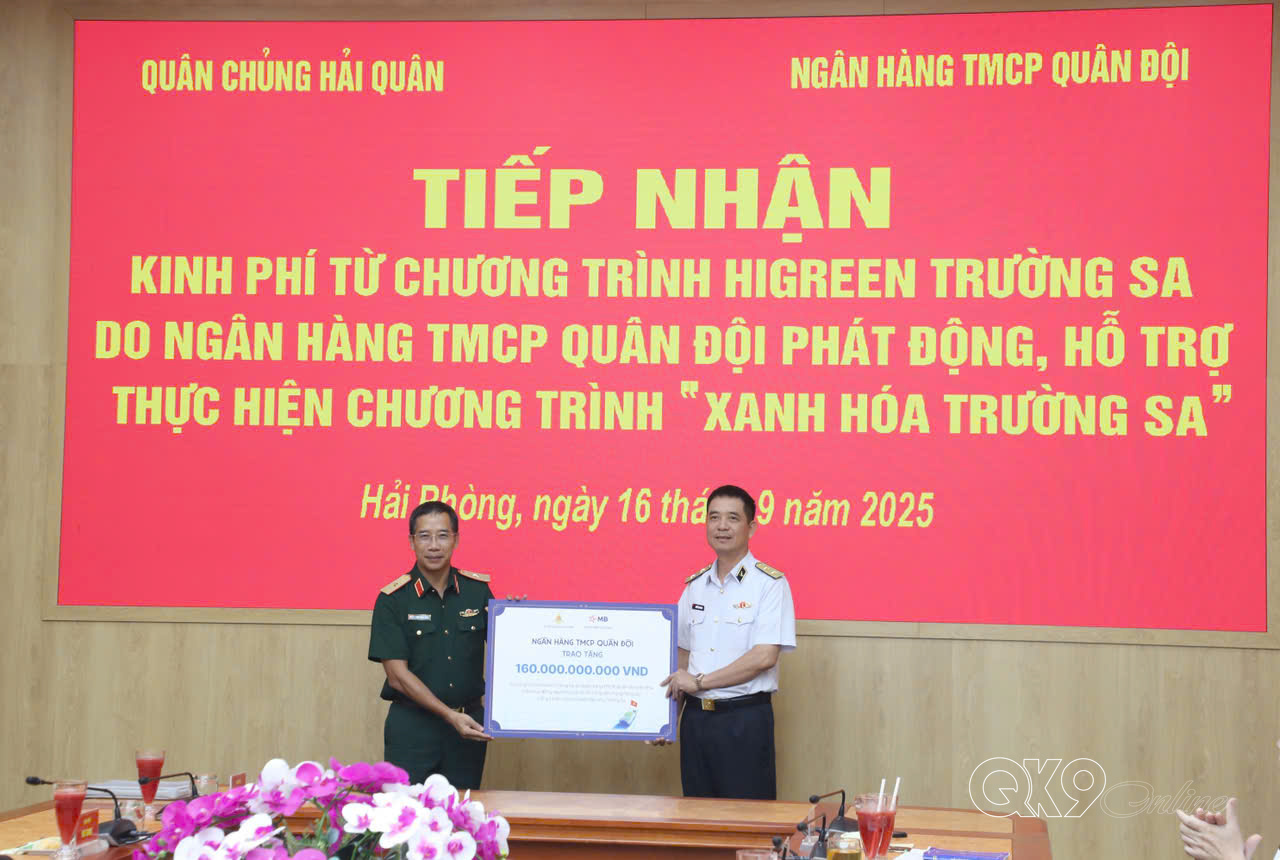 QUÂN CHỦNG HẢI QUÂN
NGÂN HÀNG TMCP QUÂN ĐỘI
TIẾP NHẬN
KINH PHÍ TỪ CHƯƠNG TRÌNH HIGREEN TRƯỜNG SA
DO NGÂN HÀNG TMCP QUÂN ĐỘI PHÁT ĐỘNG, HỖ TRỢ
THỰC HIỆN CHƯƠNG TRÌNH "XANH HÓA TRƯỜNG SA"
Hải Phòng, ngày 16 thá 9 năm 2025
MB
NGÂN HÀNG TMCP QUÂN ĐỘI
TRAO TẶNG
160.000.000.000 VND
QK9 Online